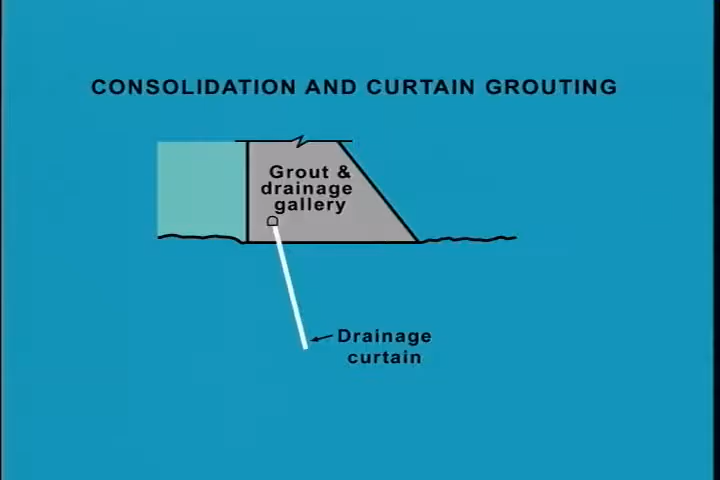 CONSOLIDATION AND CURTAIN GROUTING
Grout &
drainage
gallery
Drainage
curtain